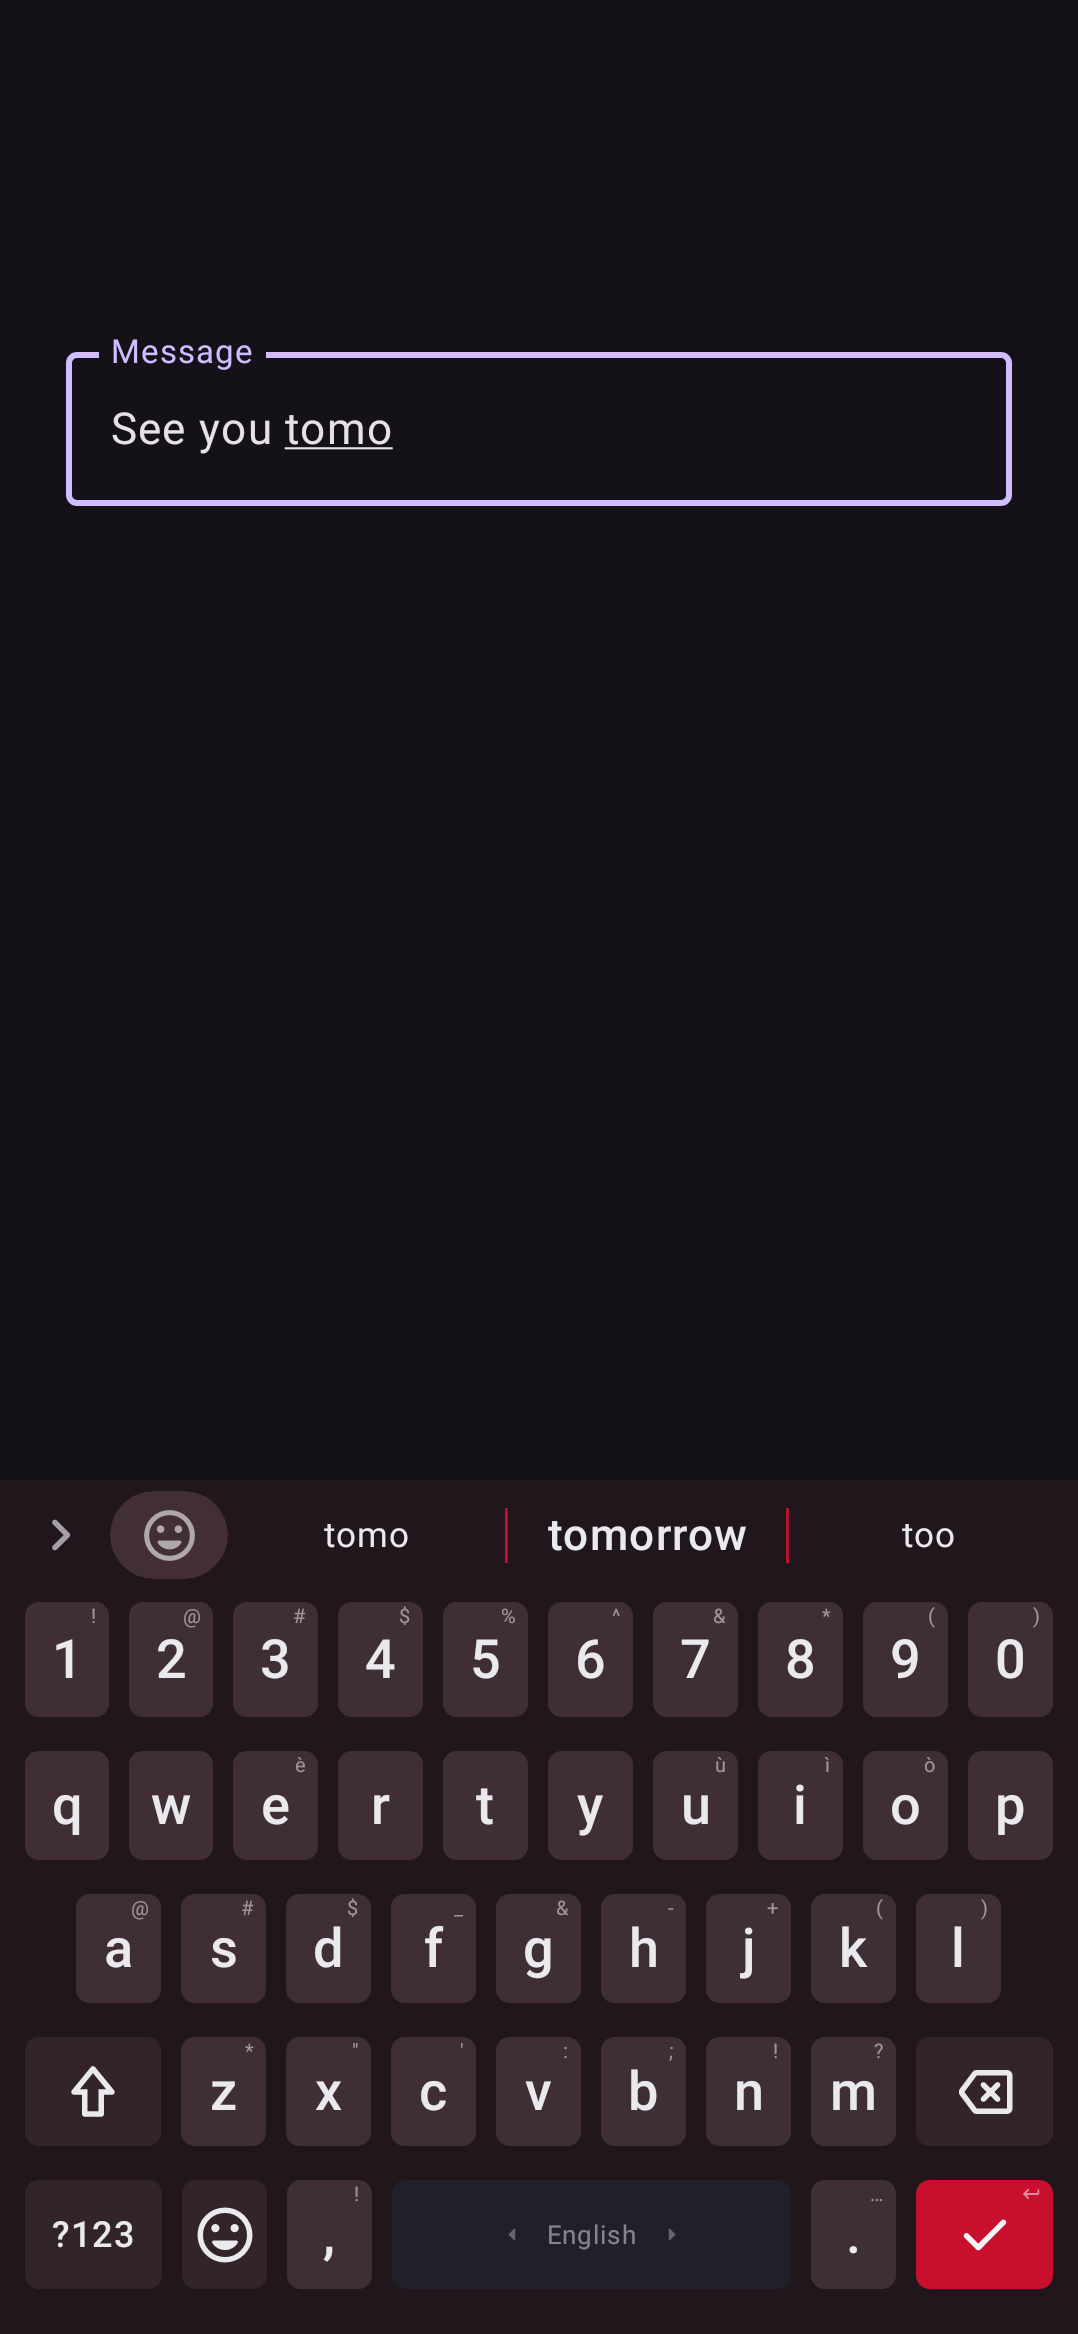 Message
See you tomo
tomo tomorrow too
! @ # $ % ^ & * ( )
1 2 3 4 5 6 7 8 9 0
è ù ì ò
q w e r t y u i o p
@ # $ _ & - + ( )
a s d f g h j k l
* " ' : ; ! ?
z x c v b n m
! …
?123 , English .